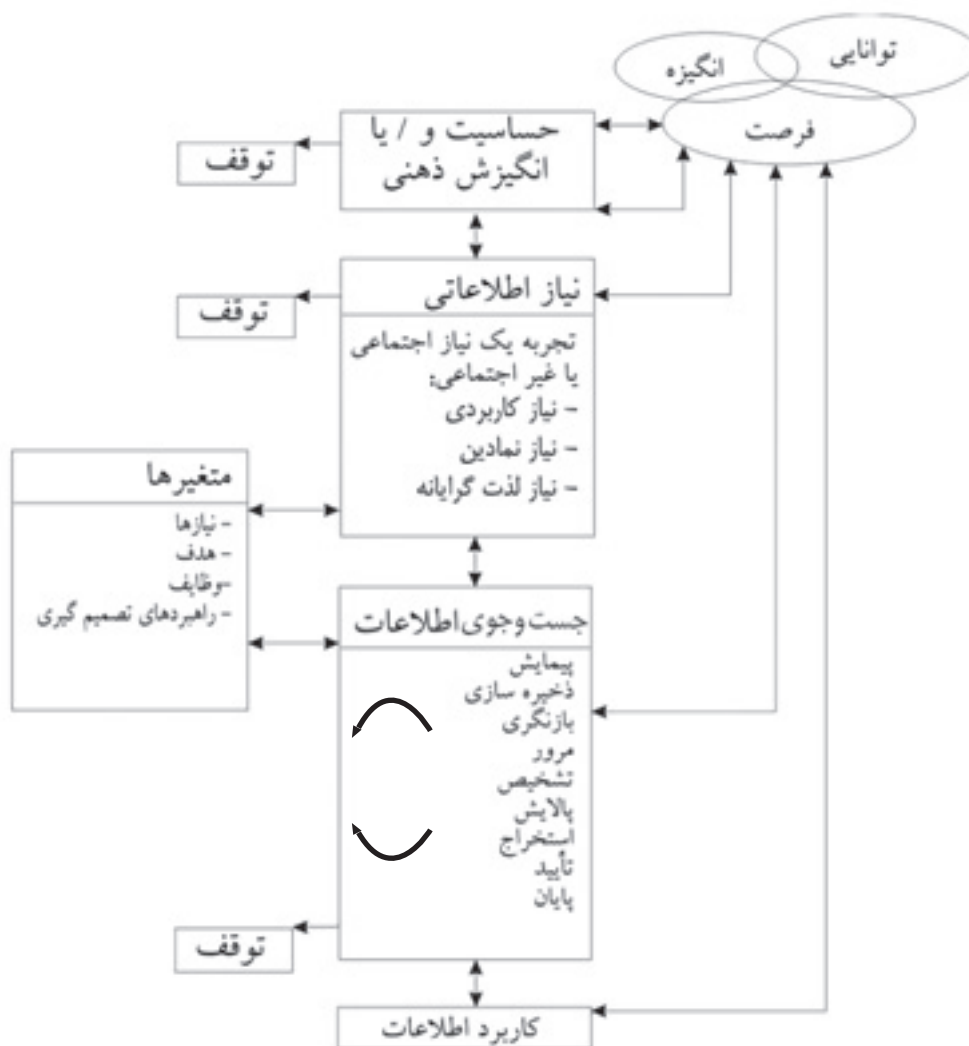 توانایی
انگیزه
فرصت
حساسیت و / یا
انگیزش ذهنی
توقف
نیاز اطلاعاتی
توقف
تجربه یک نیاز اجتماعی
یا غیر اجتماعی:
- نیاز کاربردی
- نیاز نمادین
- نیاز لذت گرایانه
متغیرها
- نیازها
- هدف
-وظایف
- راهبردهای تصمیم گیری
جست‌وجوی اطلاعات
پیمایش
ذخیره سازی
بازنگری
مرور
تشخیص
پالایش
استخراج
تأیید
پایان
توقف
کاربرد اطلاعات